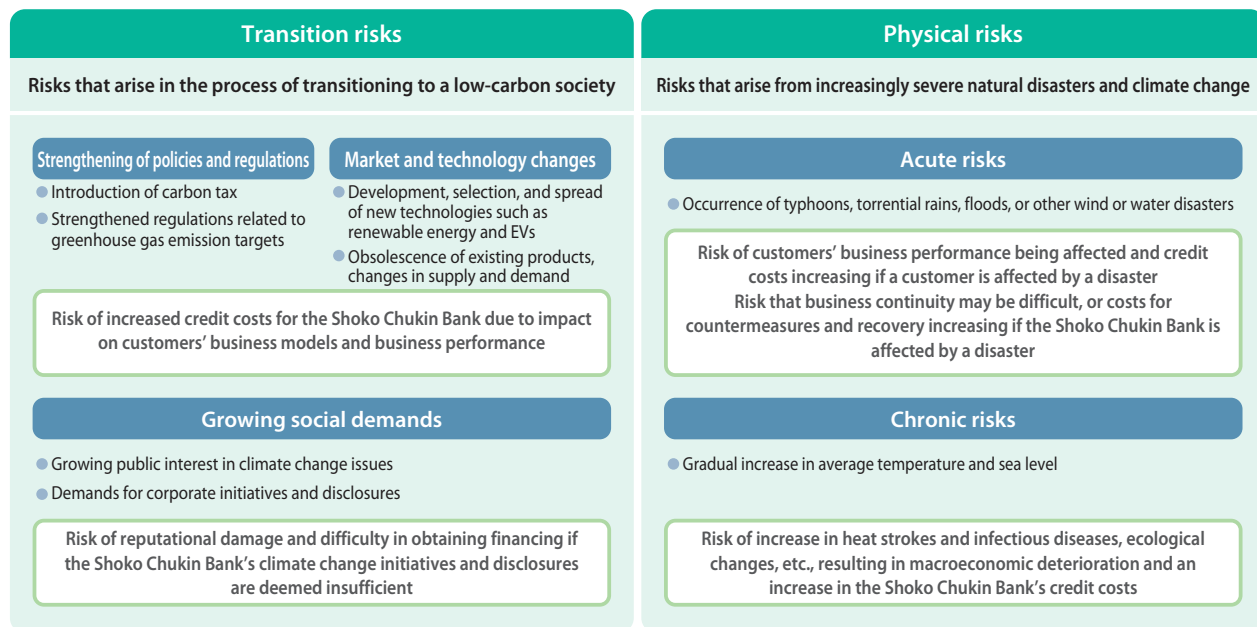 Transition risks
Risks that arise in the process of transitioning to a low-carbon society
Strengthening of policies and regulations
Introduction of carbon tax
Strengthened regulations related to
greenhouse gas emission targets
Market and technology changes
Development, selection, and spread
of new technologies such as
renewable energy and EVs
Obsolescence of existing products,
changes in supply and demand
Risk of increased credit costs for the Shoko Chukin Bank due to impact
on customers' business models and business performance
Growing social demands
Growing public interest in climate change issues
Demands for corporate initiatives and disclosures
Risk of reputational damage and difficulty in obtaining financing if
the Shoko Chukin Bank's climate change initiatives and disclosures
are deemed insufficient
Physical risks
Risks that arise from increasingly severe natural disasters and climate change
Acute risks
Occurrence of typhoons, torrential rains, floods, or other wind or water disasters
Risk of customers' business performance being affected and credit
costs increasing if a customer is affected by a disaster
Risk that business continuity may be difficult, or costs for
countermeasures and recovery increasing if the Shoko Chukin Bank is
affected by a disaster
Chronic risks
Gradual increase in average temperature and sea level
Risk of increase in heat strokes and infectious diseases, ecological
changes, etc., resulting in macroeconomic deterioration and an
increase in the Shoko Chukin Bank's credit costs